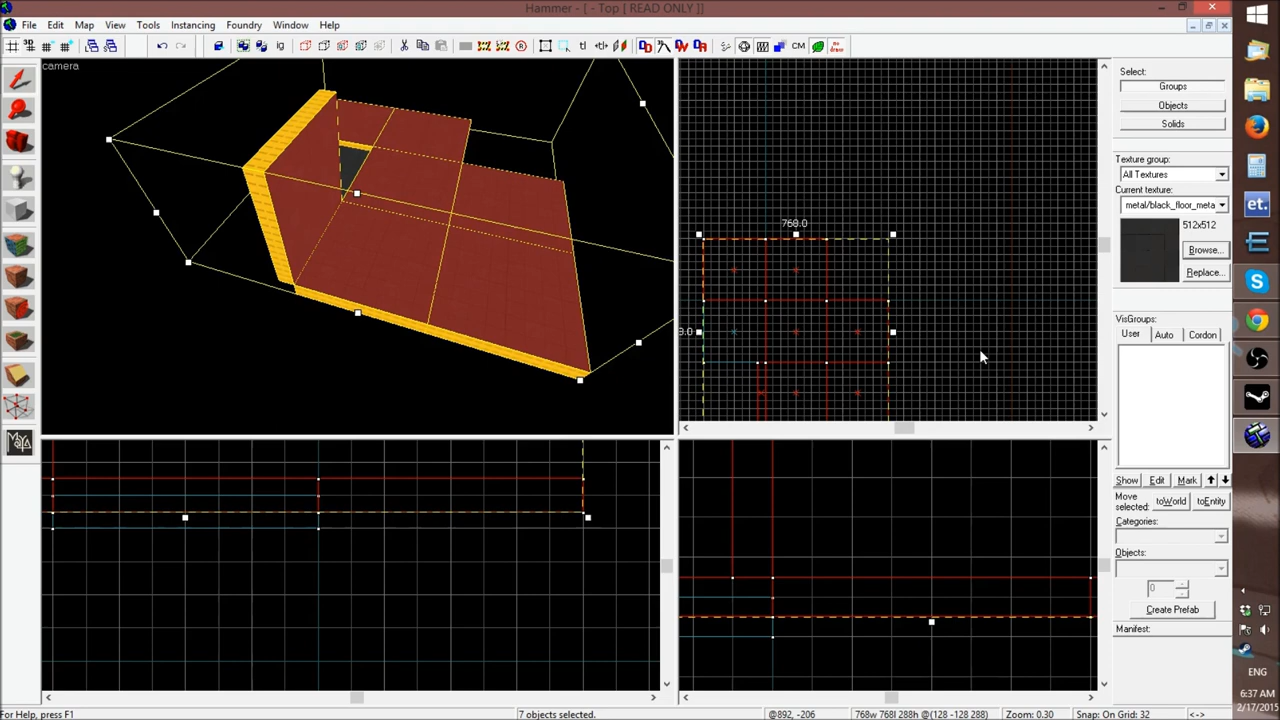 Hammer - [ - Top [ READ ONLY ]]
File Edit Map View Tools Instancing Foundry Window Help
camera
Select:
Groups
Objects
Solids
Texture group:
All Textures
Current texture:
metal/black_floor_meta
512x512
Browse...
Replace...
VisGroups:
User Auto Cordon
Show Edit Mark
Move selected:
toWorld toEntity
Categories:
Objects:
0
Create Prefab
Manifest:
768.0
et.
CM
MAYA
ENG
6:37 AM
2/17/2015
For Help, press F1
7 objects selected.
@892, -206
768w 768l 288h @(128 -128 288)
Zoom: 0.30
Snap: On Grid: 32
<->